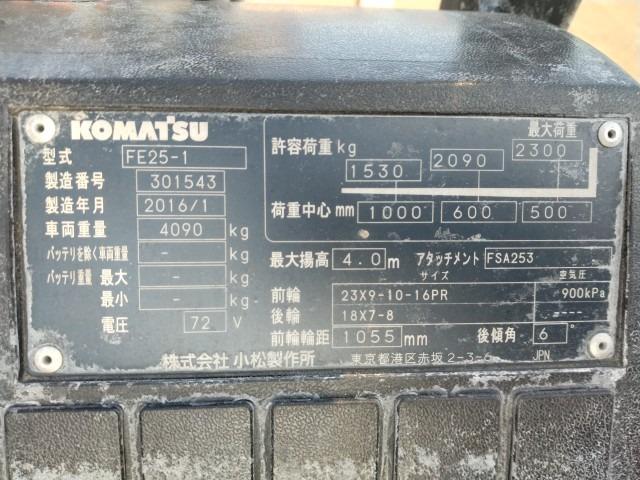 KOMATSU
型式 FE25-1
製造番号 301543
製造年月 2016/1
車両重量 4090 kg
バッテリを除く車両重量 - kg
バッテリ重量 最大 - kg
最小 - kg
電圧 72 V
最大荷重
許容荷重 kg 1530 2090 2300
荷重中心 mm 1000 600 500
最大揚高 4.0 m アタッチメント FSA253
サイズ 空気圧
前輪 23X9-10-16PR 900kPa
後輪 18X7-8 ----
前輪輪距 1055 mm 後傾角 6°
株式会社 小松製作所 東京都港区赤坂 2-3-6 JPN